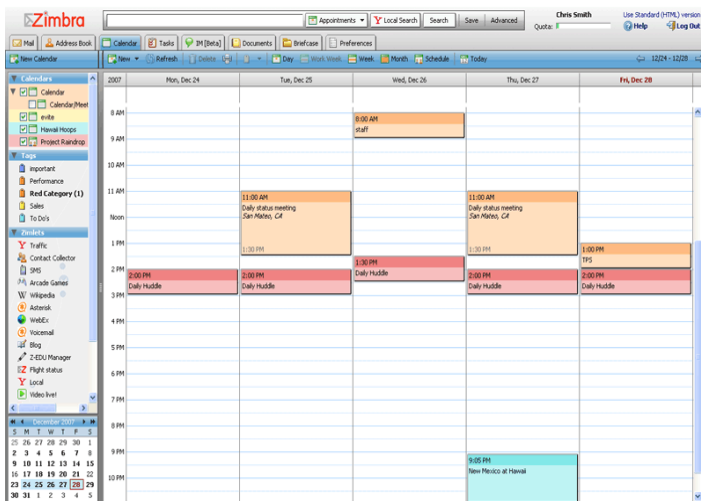 Zimbra
Appointments Local Search Search Save Advanced
Chris Smith
Quota:
Use Standard (HTML) version
Help Log Out
Mail Address Book Calendar Tasks IM [Beta] Documents Briefcase Preferences
New Calendar
New Refresh Delete Day Work Week Week Month Schedule Today 12/24 - 12/28
Calendars
Calendar
Calendar/Meet
evite
Hawaii Hoops
Project Raindrop
Tags
important
Performance
Red Category (1)
Sales
To Do's
Zimlets
Traffic
Contact Collector
SMS
Arcade Games
Wikipedia
Asterisk
WebEx
Voicemail
Blog
Z-EDU Manager
Flight status
Local
Video live!
December 2007
S M T W T F S
25 26 27 28 29 30 1
2 3 4 5 6 7 8
9 10 11 12 13 14 15
16 17 18 19 20 21 22
23 24 25 26 27 28 29
30 31 1 2 3 4 5
2007 Mon, Dec 24 Tue, Dec 25 Wed, Dec 26 Thu, Dec 27 Fri, Dec 28
8 AM
8:00 AM
staff
9 AM
10 AM
11 AM
11:00 AM
Daily status meeting
San Mateo, CA
1:30 PM
11:00 AM
Daily status meeting
San Mateo, CA
1:30 PM
Noon
1 PM
1:00 PM
TPS
1:30 PM
Daily Huddle
2 PM
2:00 PM
Daily Huddle
2:00 PM
Daily Huddle
2:00 PM
Daily Huddle
2:00 PM
Daily Huddle
3 PM
4 PM
5 PM
6 PM
7 PM
8 PM
9 PM
9:05 PM
New Mexico at Hawaii
10 PM